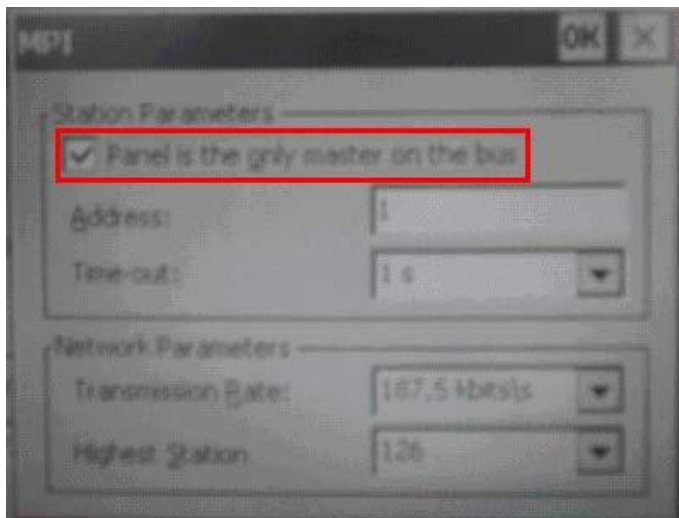 MPI OK ×
Station Parameters
Panel is the only master on the bus
Address: 1
Time-out: 1 s
Network Parameters
Transmission Rate: 187,5 kbits\s
Highest Station 126